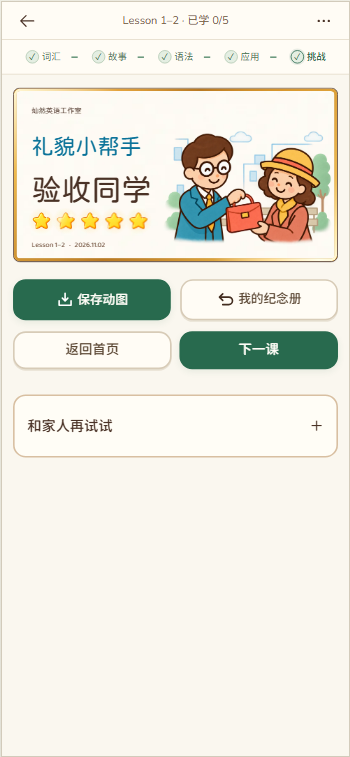 Lesson 1–2 · 已学 0/5
词汇 故事 语法 应用 挑战
灿然英语工作室
礼貌小帮手
验收同学
Lesson 1–2 · 2026.11.02
保存动图 我的纪念册
返回首页 下一课
和家人再试试